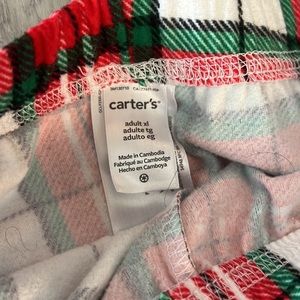 carter's
adult xl
adulte tg
adulto eg
Made in Cambodia
Fabriqué au Cambodge
Hecho en Camboya